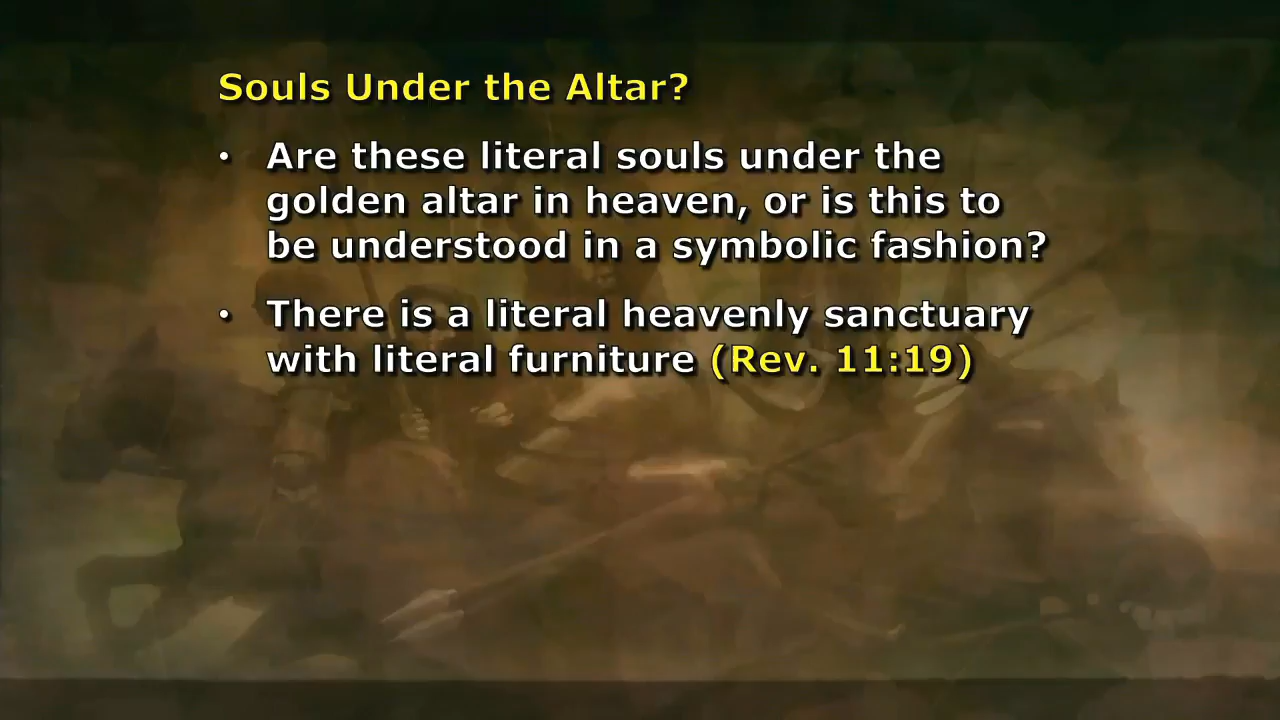 Souls Under the Altar?
• Are these literal souls under the
golden altar in heaven, or is this to
be understood in a symbolic fashion?
• There is a literal heavenly sanctuary
with literal furniture (Rev. 11:19)